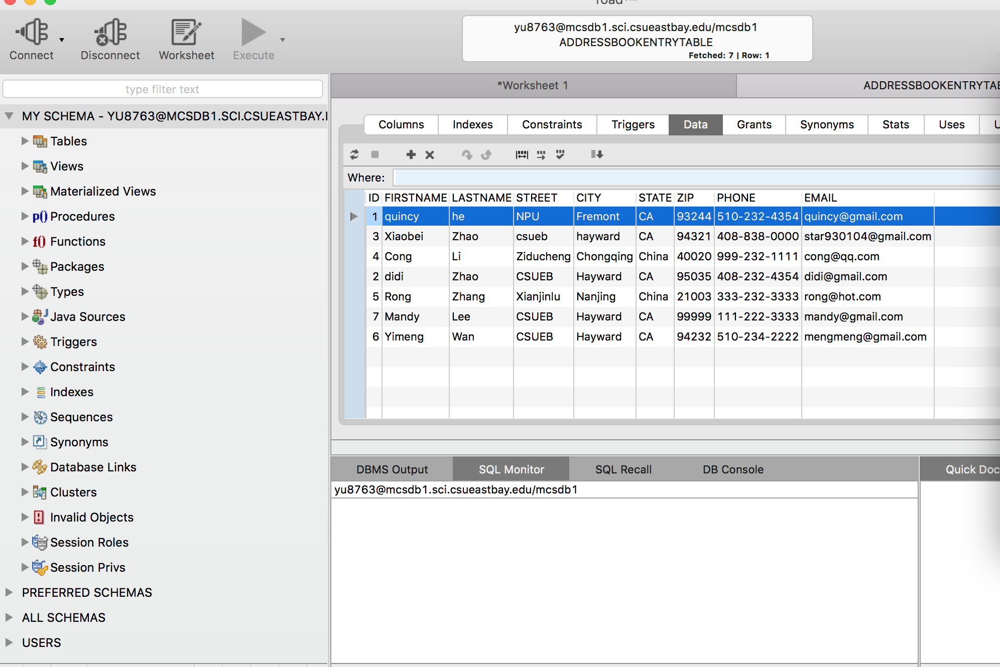 Toad™
yu8763@mcsdb1.sci.csueastbay.edu/mcsdb1
ADDRESSBOOKENTRYTABLE
Fetched: 7 | Row: 1
Connect Disconnect Worksheet Execute
type filter text
MY SCHEMA - YU8763@MCSDB1.SCI.CSUEASTBAY.
Tables
Views
Materialized Views
p() Procedures
f() Functions
Packages
Types
Java Sources
Triggers
Constraints
Indexes
Sequences
Synonyms
Database Links
Clusters
Invalid Objects
Session Roles
Session Privs
PREFERRED SCHEMAS
ALL SCHEMAS
USERS
*Worksheet 1 ADDRESSBOOKENTRYTAB
Columns Indexes Constraints Triggers Data Grants Synonyms Stats Uses U
Where:
ID FIRSTNAME LASTNAME STREET CITY STATE ZIP PHONE EMAIL
1 quincy he NPU Fremont CA 93244 510-232-4354 quincy@gmail.com
3 Xiaobei Zhao csueb hayward CA 94321 408-838-0000 star930104@gmail.com
4 Cong Li Ziducheng Chongqing China 40020 999-232-1111 cong@qq.com
2 didi Zhao CSUEB Hayward CA 95035 408-232-4354 didi@gmail.com
5 Rong Zhang Xianjinlu Nanjing China 21003 333-232-3333 rong@hot.com
7 Mandy Lee CSUEB Hayward CA 99999 111-222-3333 mandy@gmail.com
6 Yimeng Wan CSUEB Hayward CA 94232 510-234-2222 mengmeng@gmail.com
DBMS Output SQL Monitor SQL Recall DB Console Quick Doc
yu8763@mcsdb1.sci.csueastbay.edu/mcsdb1